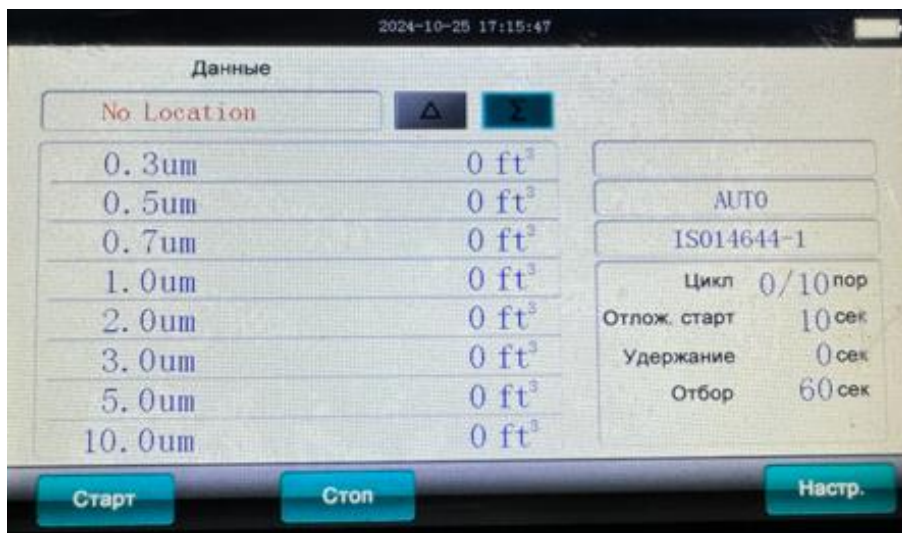 2024-10-25 17:15:47
Данные
No Location Δ Σ
0.3um 0 ft³
0.5um 0 ft³
0.7um 0 ft³
1.0um 0 ft³
2.0um 0 ft³
3.0um 0 ft³
5.0um 0 ft³
10.0um 0 ft³
AUTO
ISO14644-1
Цикл 0/10 пор
Отлож. старт 10 сек
Удержание 0 сек
Отбор 60 сек
Старт
Стоп
Настр.